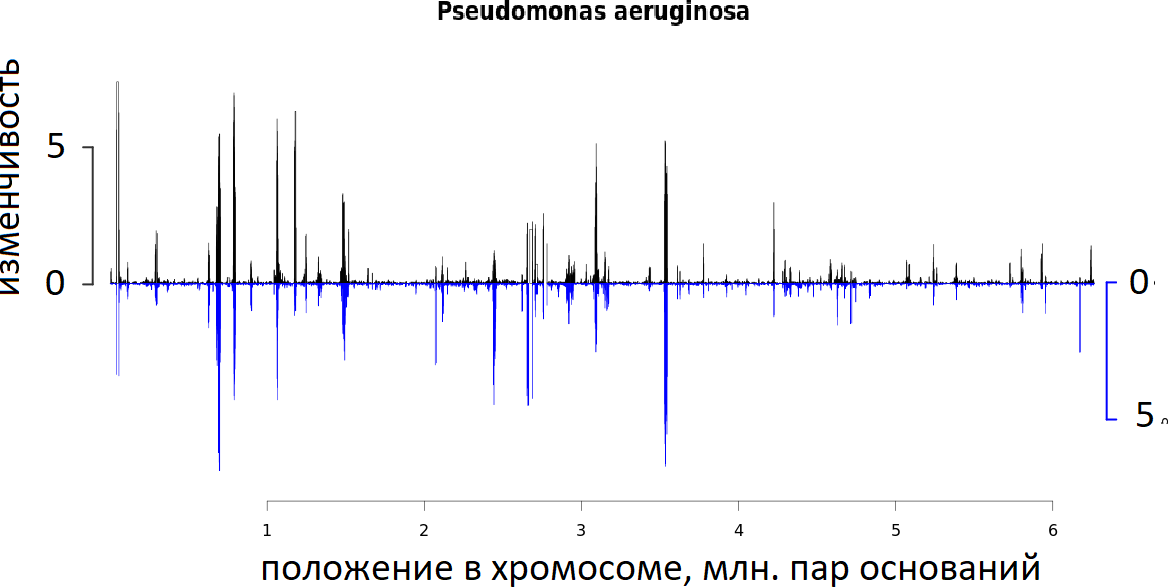 Pseudomonas aeruginosa
изменчивость
5
0
0
5
1 2 3 4 5 6
положение в хромосоме, млн. пар оснований